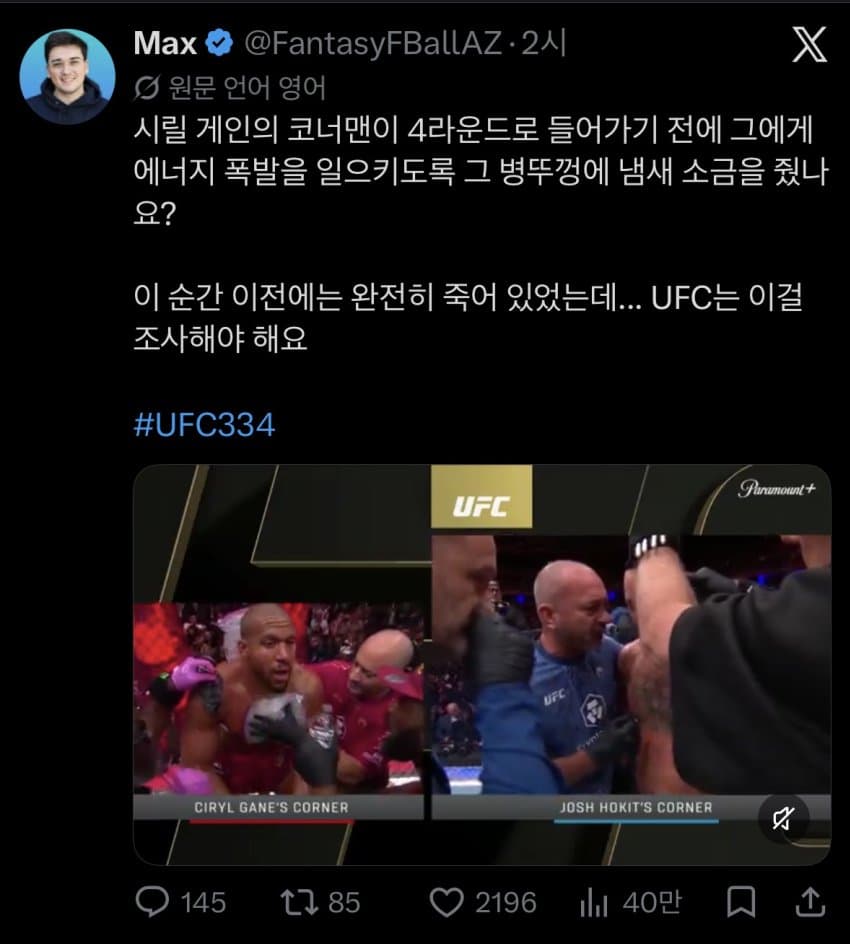 Max @FantasyFBallAZ · 2시
원문 언어 영어
시릴 게인의 코너맨이 4라운드로 들어가기 전에 그에게
에너지 폭발을 일으키도록 그 병뚜껑에 냄새 소금을 줬나
요?
이 순간 이전에는 완전히 죽어 있었는데... UFC는 이걸
조사해야 해요
#UFC334
UFC
Paramount+
UFC
CIRYL GANE'S CORNER
JOSH HOKIT'S CORNER
145 85 2196 40만